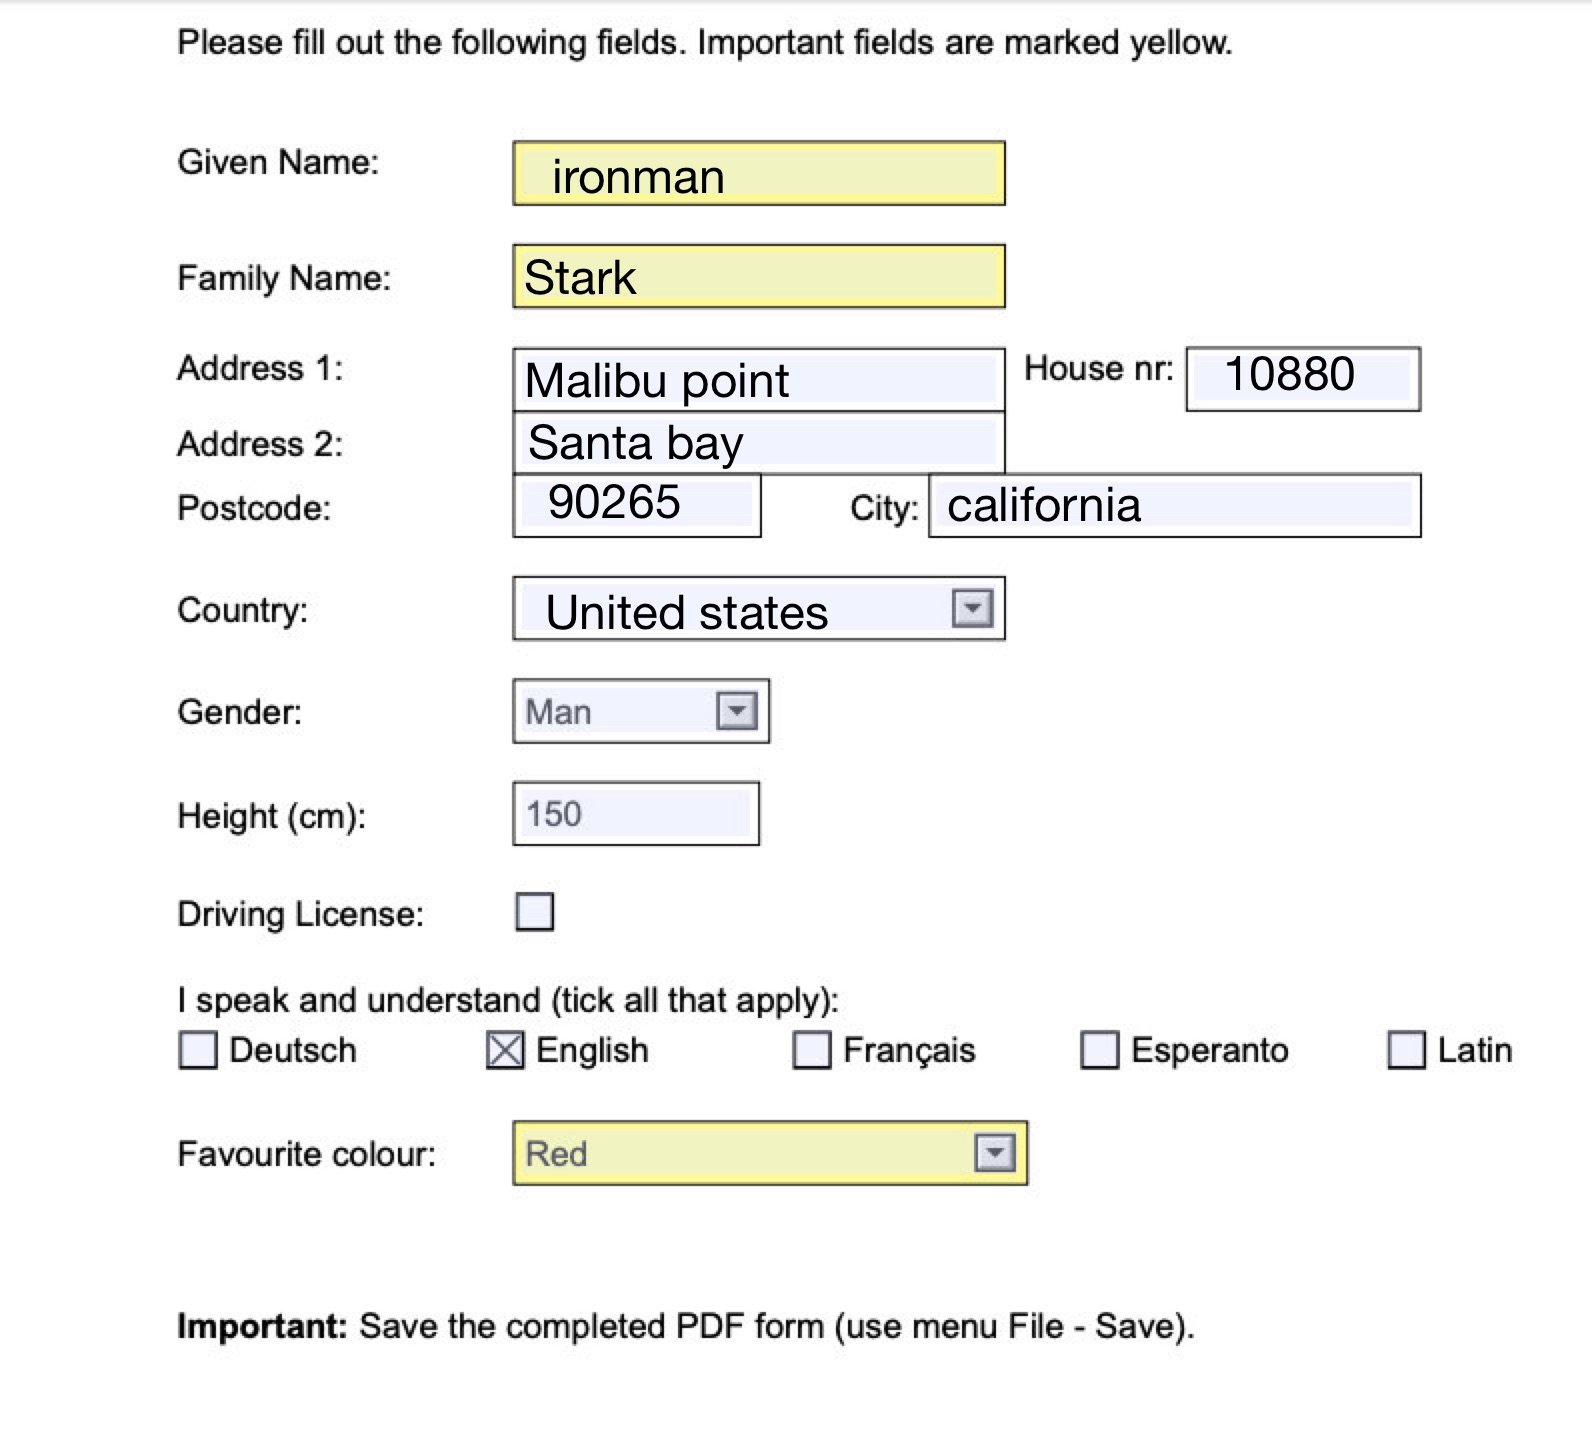 Please fill out the following fields. Important fields are marked yellow.
Given Name: ironman
Family Name: Stark
Address 1: Malibu point House nr: 10880
Address 2: Santa bay
Postcode: 90265 City: california
Country: United states
Gender: Man
Height (cm): 150
Driving License:
I speak and understand (tick all that apply):
Deutsch English Français Esperanto Latin
Favourite colour: Red
Important: Save the completed PDF form (use menu File - Save).